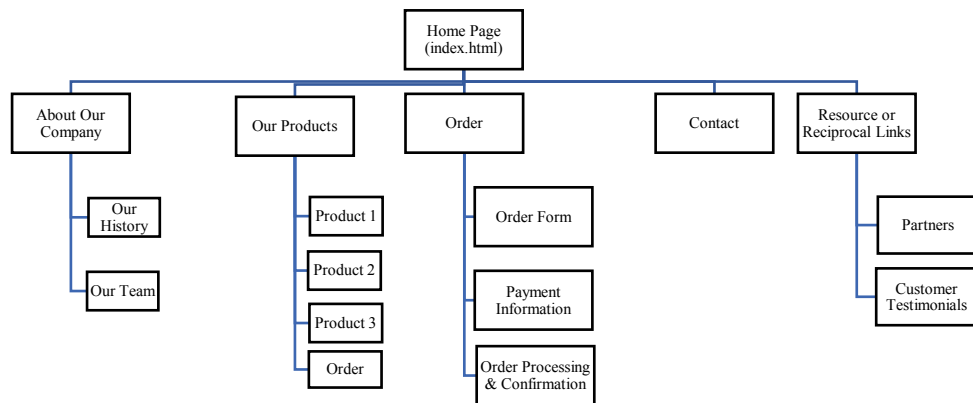 Home Page
(index.html)
About Our
Company
Our Products
Order
Contact
Resource or
Reciprocal Links
Our
History
Our Team
Product 1
Product 2
Product 3
Order
Order Form
Payment
Information
Order Processing
& Confirmation
Partners
Customer
Testimonials